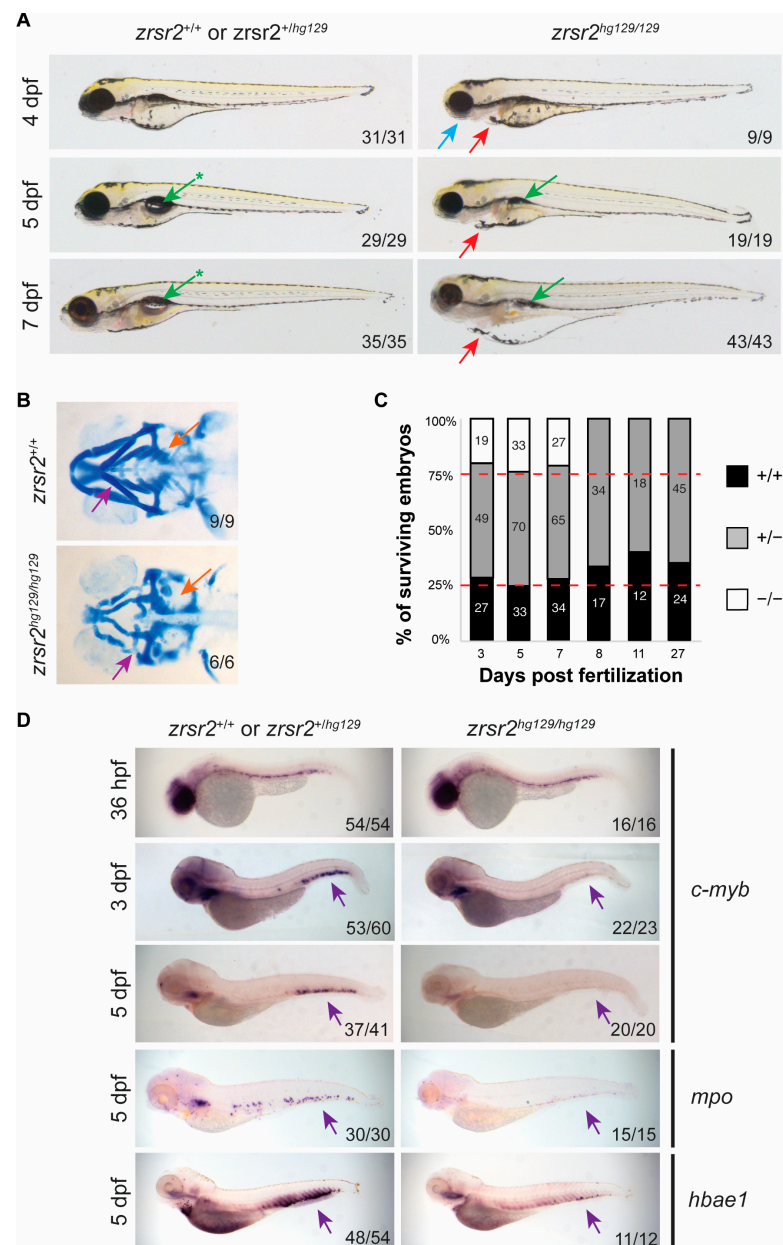 A
zrsr2+/+ or zrsr2+/hg129
zrsr2hg129/129
4 dpf
31/31
9/9
5 dpf
*
29/29
19/19
7 dpf
*
35/35
43/43
B
zrsr2+/+
9/9
zrsr2hg129/hg129
6/6
C
% of surviving embryos
100%
75%
50%
25%
0%
19 33 27
49 70 65 34 18 45
27 33 34 17 12 24
3 5 7 8 11 27
Days post fertilization
+/+
+/−
−/−
D
zrsr2+/+ or zrsr2+/hg129
zrsr2hg129/hg129
36 hpf
54/54
16/16
3 dpf
53/60
22/23
c-myb
5 dpf
37/41
20/20
5 dpf
30/30
15/15
mpo
5 dpf
48/54
11/12
hbae1